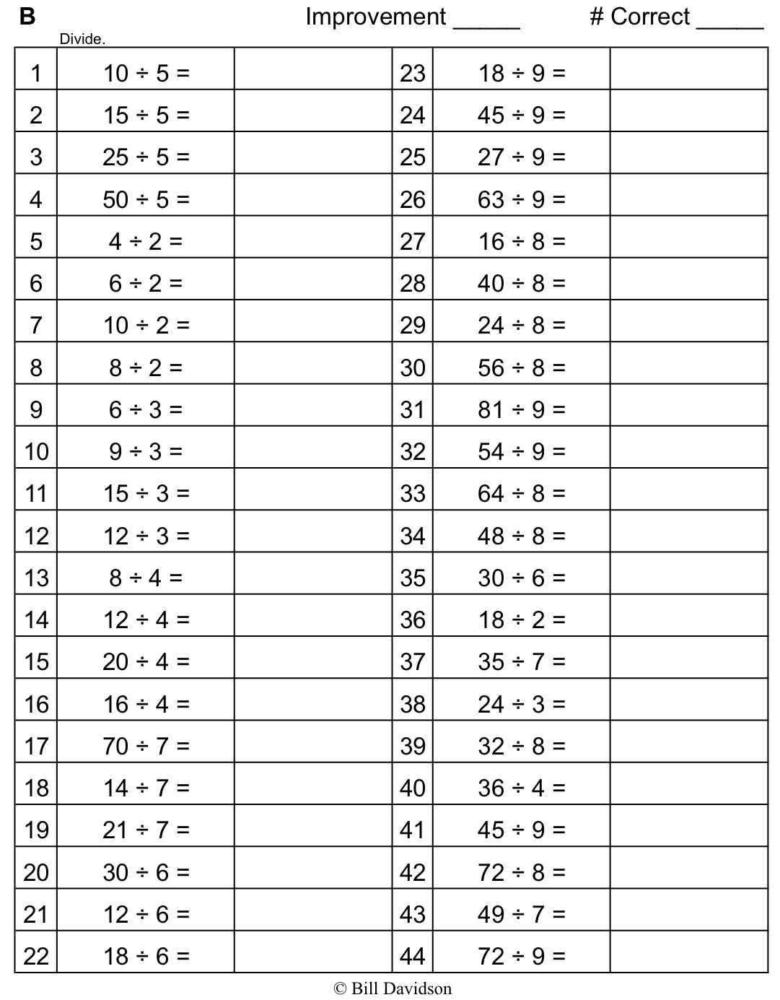 B Improvement _____ # Correct _____
Divide.
1 10 ÷ 5 = 23 18 ÷ 9 =
2 15 ÷ 5 = 24 45 ÷ 9 =
3 25 ÷ 5 = 25 27 ÷ 9 =
4 50 ÷ 5 = 26 63 ÷ 9 =
5 4 ÷ 2 = 27 16 ÷ 8 =
6 6 ÷ 2 = 28 40 ÷ 8 =
7 10 ÷ 2 = 29 24 ÷ 8 =
8 8 ÷ 2 = 30 56 ÷ 8 =
9 6 ÷ 3 = 31 81 ÷ 9 =
10 9 ÷ 3 = 32 54 ÷ 9 =
11 15 ÷ 3 = 33 64 ÷ 8 =
12 12 ÷ 3 = 34 48 ÷ 8 =
13 8 ÷ 4 = 35 30 ÷ 6 =
14 12 ÷ 4 = 36 18 ÷ 2 =
15 20 ÷ 4 = 37 35 ÷ 7 =
16 16 ÷ 4 = 38 24 ÷ 3 =
17 70 ÷ 7 = 39 32 ÷ 8 =
18 14 ÷ 7 = 40 36 ÷ 4 =
19 21 ÷ 7 = 41 45 ÷ 9 =
20 30 ÷ 6 = 42 72 ÷ 8 =
21 12 ÷ 6 = 43 49 ÷ 7 =
22 18 ÷ 6 = 44 72 ÷ 9 =
© Bill Davidson